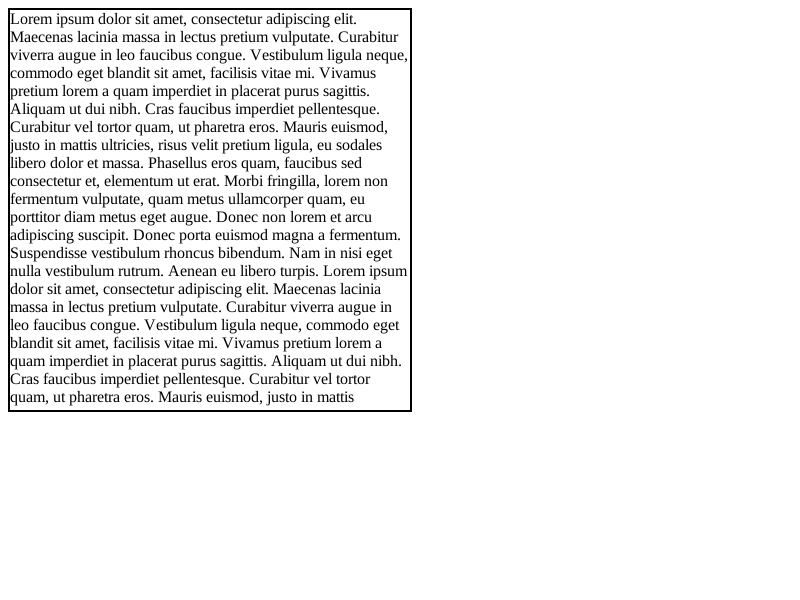 Lorem ipsum dolor sit amet, consectetur adipiscing elit.
Maecenas lacinia massa in lectus pretium vulputate. Curabitur
viverra augue in leo faucibus congue. Vestibulum ligula neque,
commodo eget blandit sit amet, facilisis vitae mi. Vivamus
pretium lorem a quam imperdiet in placerat purus sagittis.
Aliquam ut dui nibh. Cras faucibus imperdiet pellentesque.
Curabitur vel tortor quam, ut pharetra eros. Mauris euismod,
justo in mattis ultricies, risus velit pretium ligula, eu sodales
libero dolor et massa. Phasellus eros quam, faucibus sed
consectetur et, elementum ut erat. Morbi fringilla, lorem non
fermentum vulputate, quam metus ullamcorper quam, eu
porttitor diam metus eget augue. Donec non lorem et arcu
adipiscing suscipit. Donec porta euismod magna a fermentum.
Suspendisse vestibulum rhoncus bibendum. Nam in nisi eget
nulla vestibulum rutrum. Aenean eu libero turpis. Lorem ipsum
dolor sit amet, consectetur adipiscing elit. Maecenas lacinia
massa in lectus pretium vulputate. Curabitur viverra augue in
leo faucibus congue. Vestibulum ligula neque, commodo eget
blandit sit amet, facilisis vitae mi. Vivamus pretium lorem a
quam imperdiet in placerat purus sagittis. Aliquam ut dui nibh.
Cras faucibus imperdiet pellentesque. Curabitur vel tortor
quam, ut pharetra eros. Mauris euismod, justo in mattis